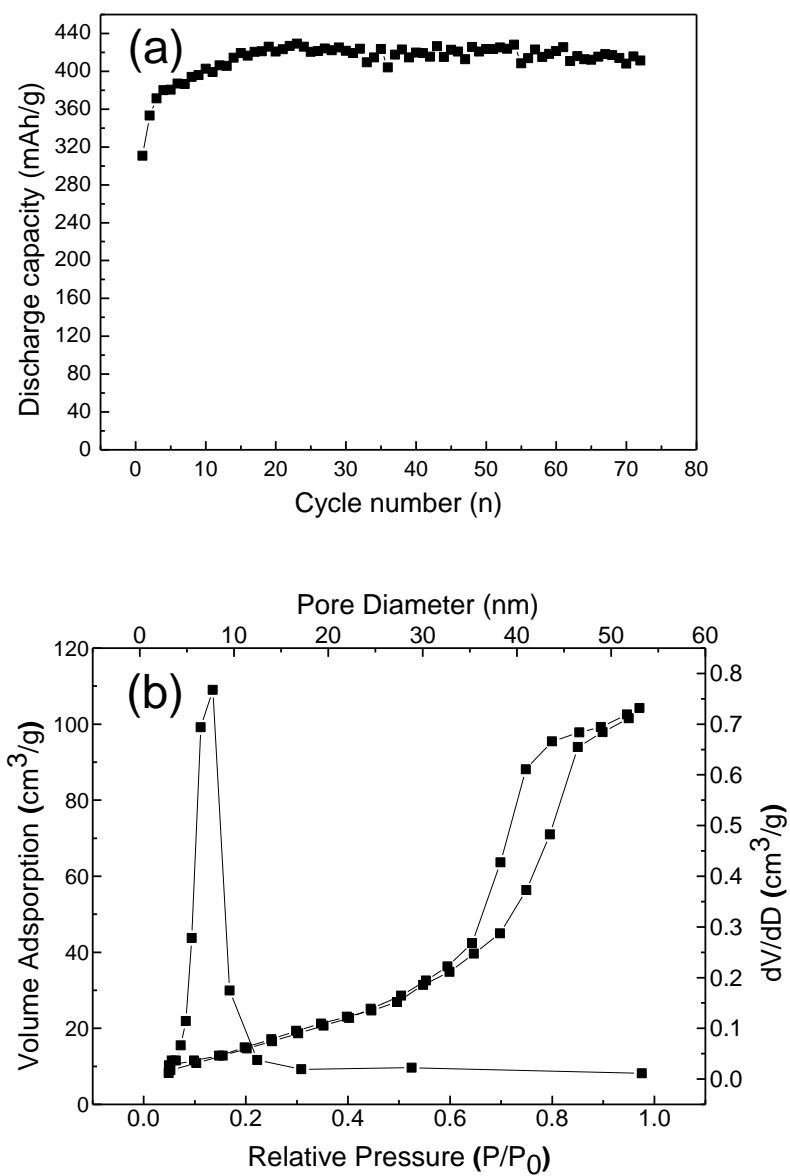 (a)
440
400
360
320
280
240
200
160
120
80
40
0
Discharge capacity (mAh/g)
0 10 20 30 40 50 60 70 80
Cycle number (n)
Pore Diameter (nm)
0 10 20 30 40 50 60
(b)
120
100
80
60
40
20
0
Volume Adsporption (cm³/g)
0.8
0.7
0.6
0.5
0.4
0.3
0.2
0.1
0.0
dV/dD (cm³/g)
0.0 0.2 0.4 0.6 0.8 1.0
Relative Pressure (P/P₀)